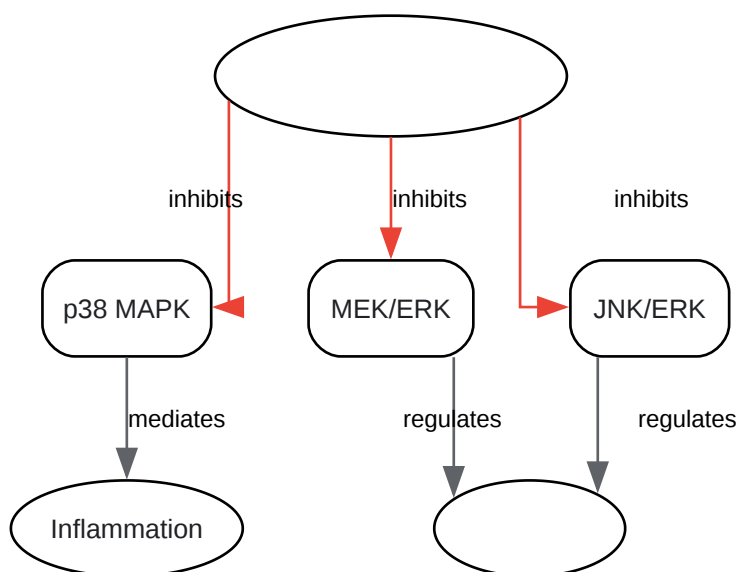 inhibits
inhibits
inhibits
p38 MAPK
MEK/ERK
JNK/ERK
mediates
regulates
regulates
Inflammation